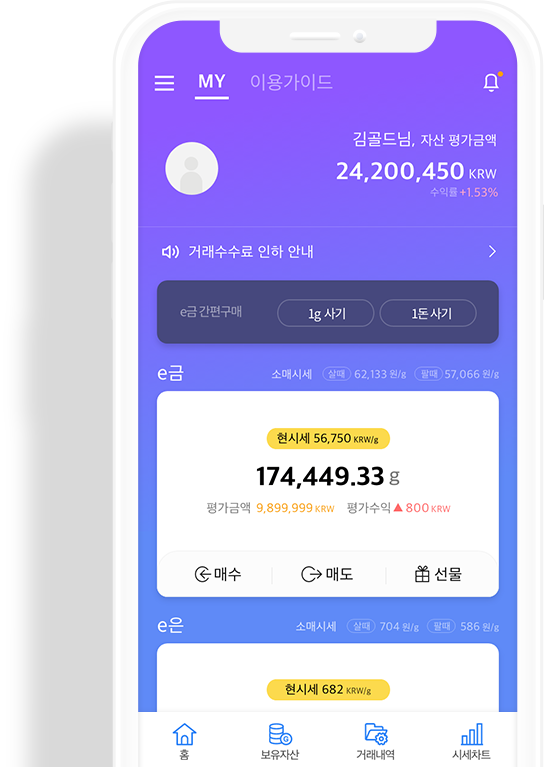 MY 이용가이드
김골드님, 자산 평가금액
24,200,450 KRW
수익률 +1.53%
거래수수료 인하 안내
e금 간편구매 1g 사기 1돈 사기
e금 소매시세 살때 62,133 원/g 팔때 57,066 원/g
현시세 56,750 KRW/g
174,449.33 g
평가금액 9,899,999 KRW 평가수익 ▲ 800 KRW
매수 매도 선물
e은 소매시세 살때 704 원/g 팔때 586 원/g
현시세 682 KRW/g
홈 보유자산 거래내역 시세차트